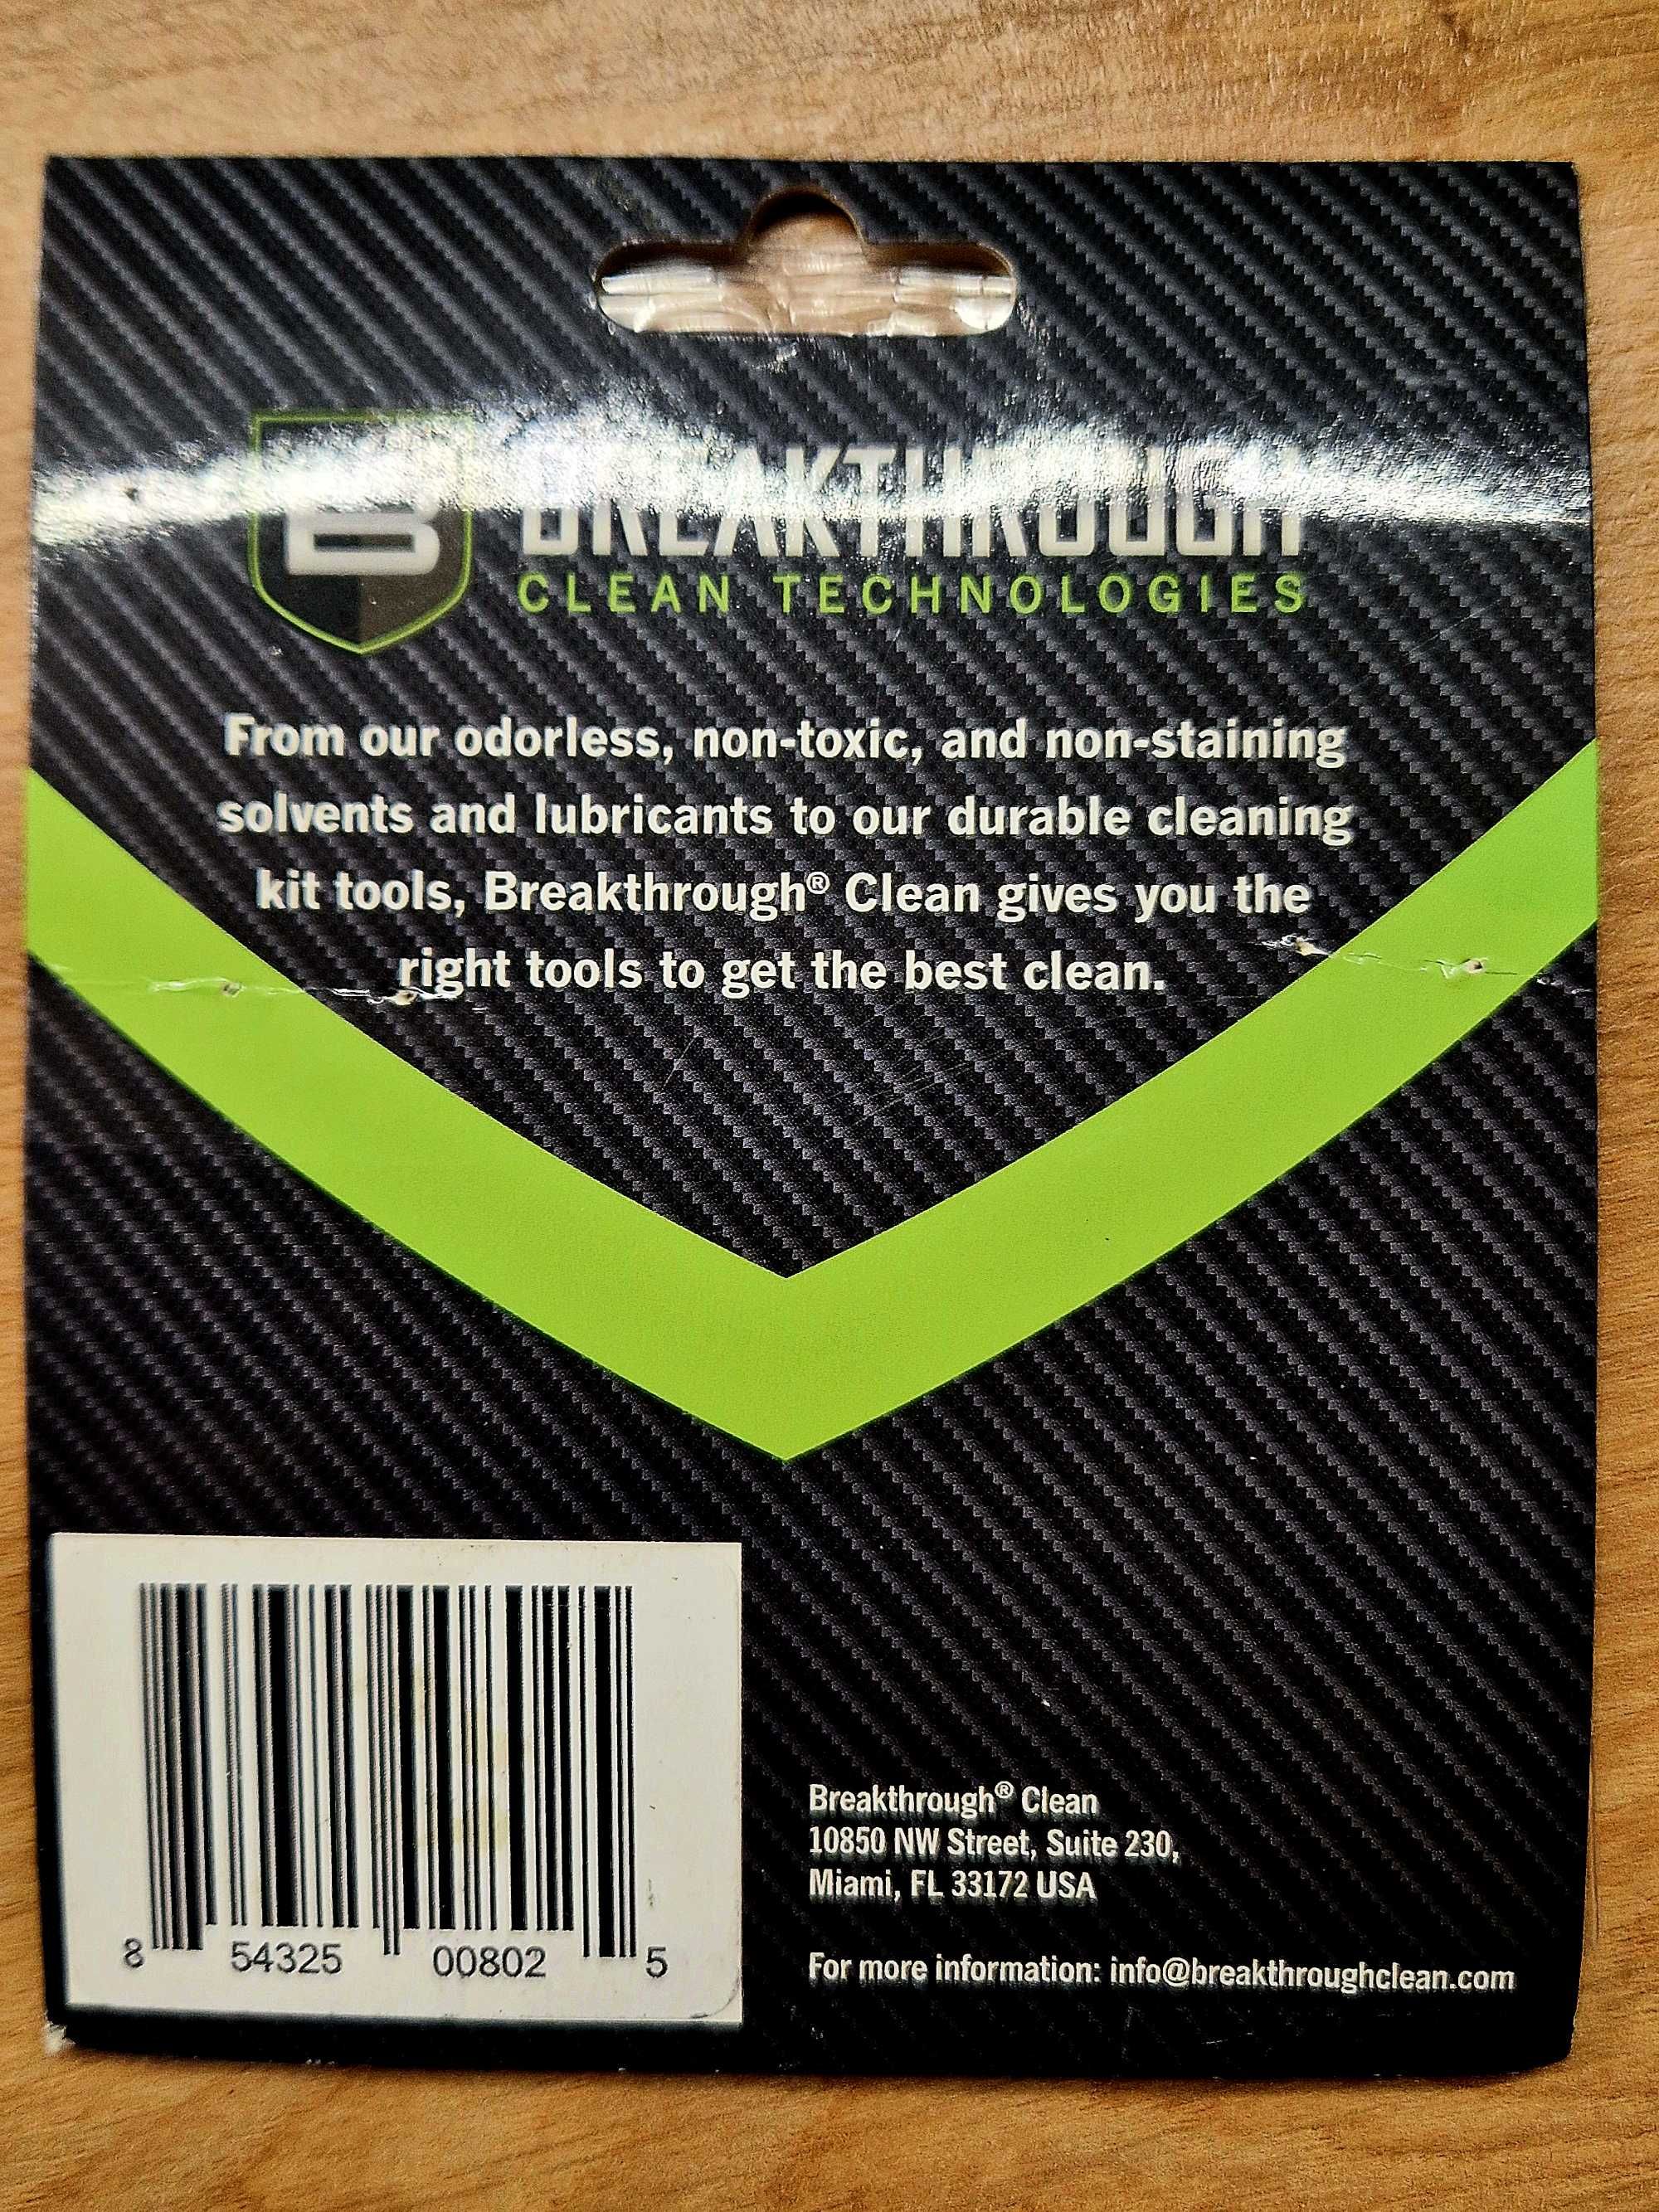 B BREAKTHROUGH
CLEAN TECHNOLOGIES
From our odorless, non-toxic, and non-staining
solvents and lubricants to our durable cleaning
kit tools, Breakthrough® Clean gives you the
right tools to get the best clean.
8 54325 00802 5
Breakthrough® Clean
10850 NW Street, Suite 230,
Miami, FL 33172 USA
For more information: info@breakthroughclean.com